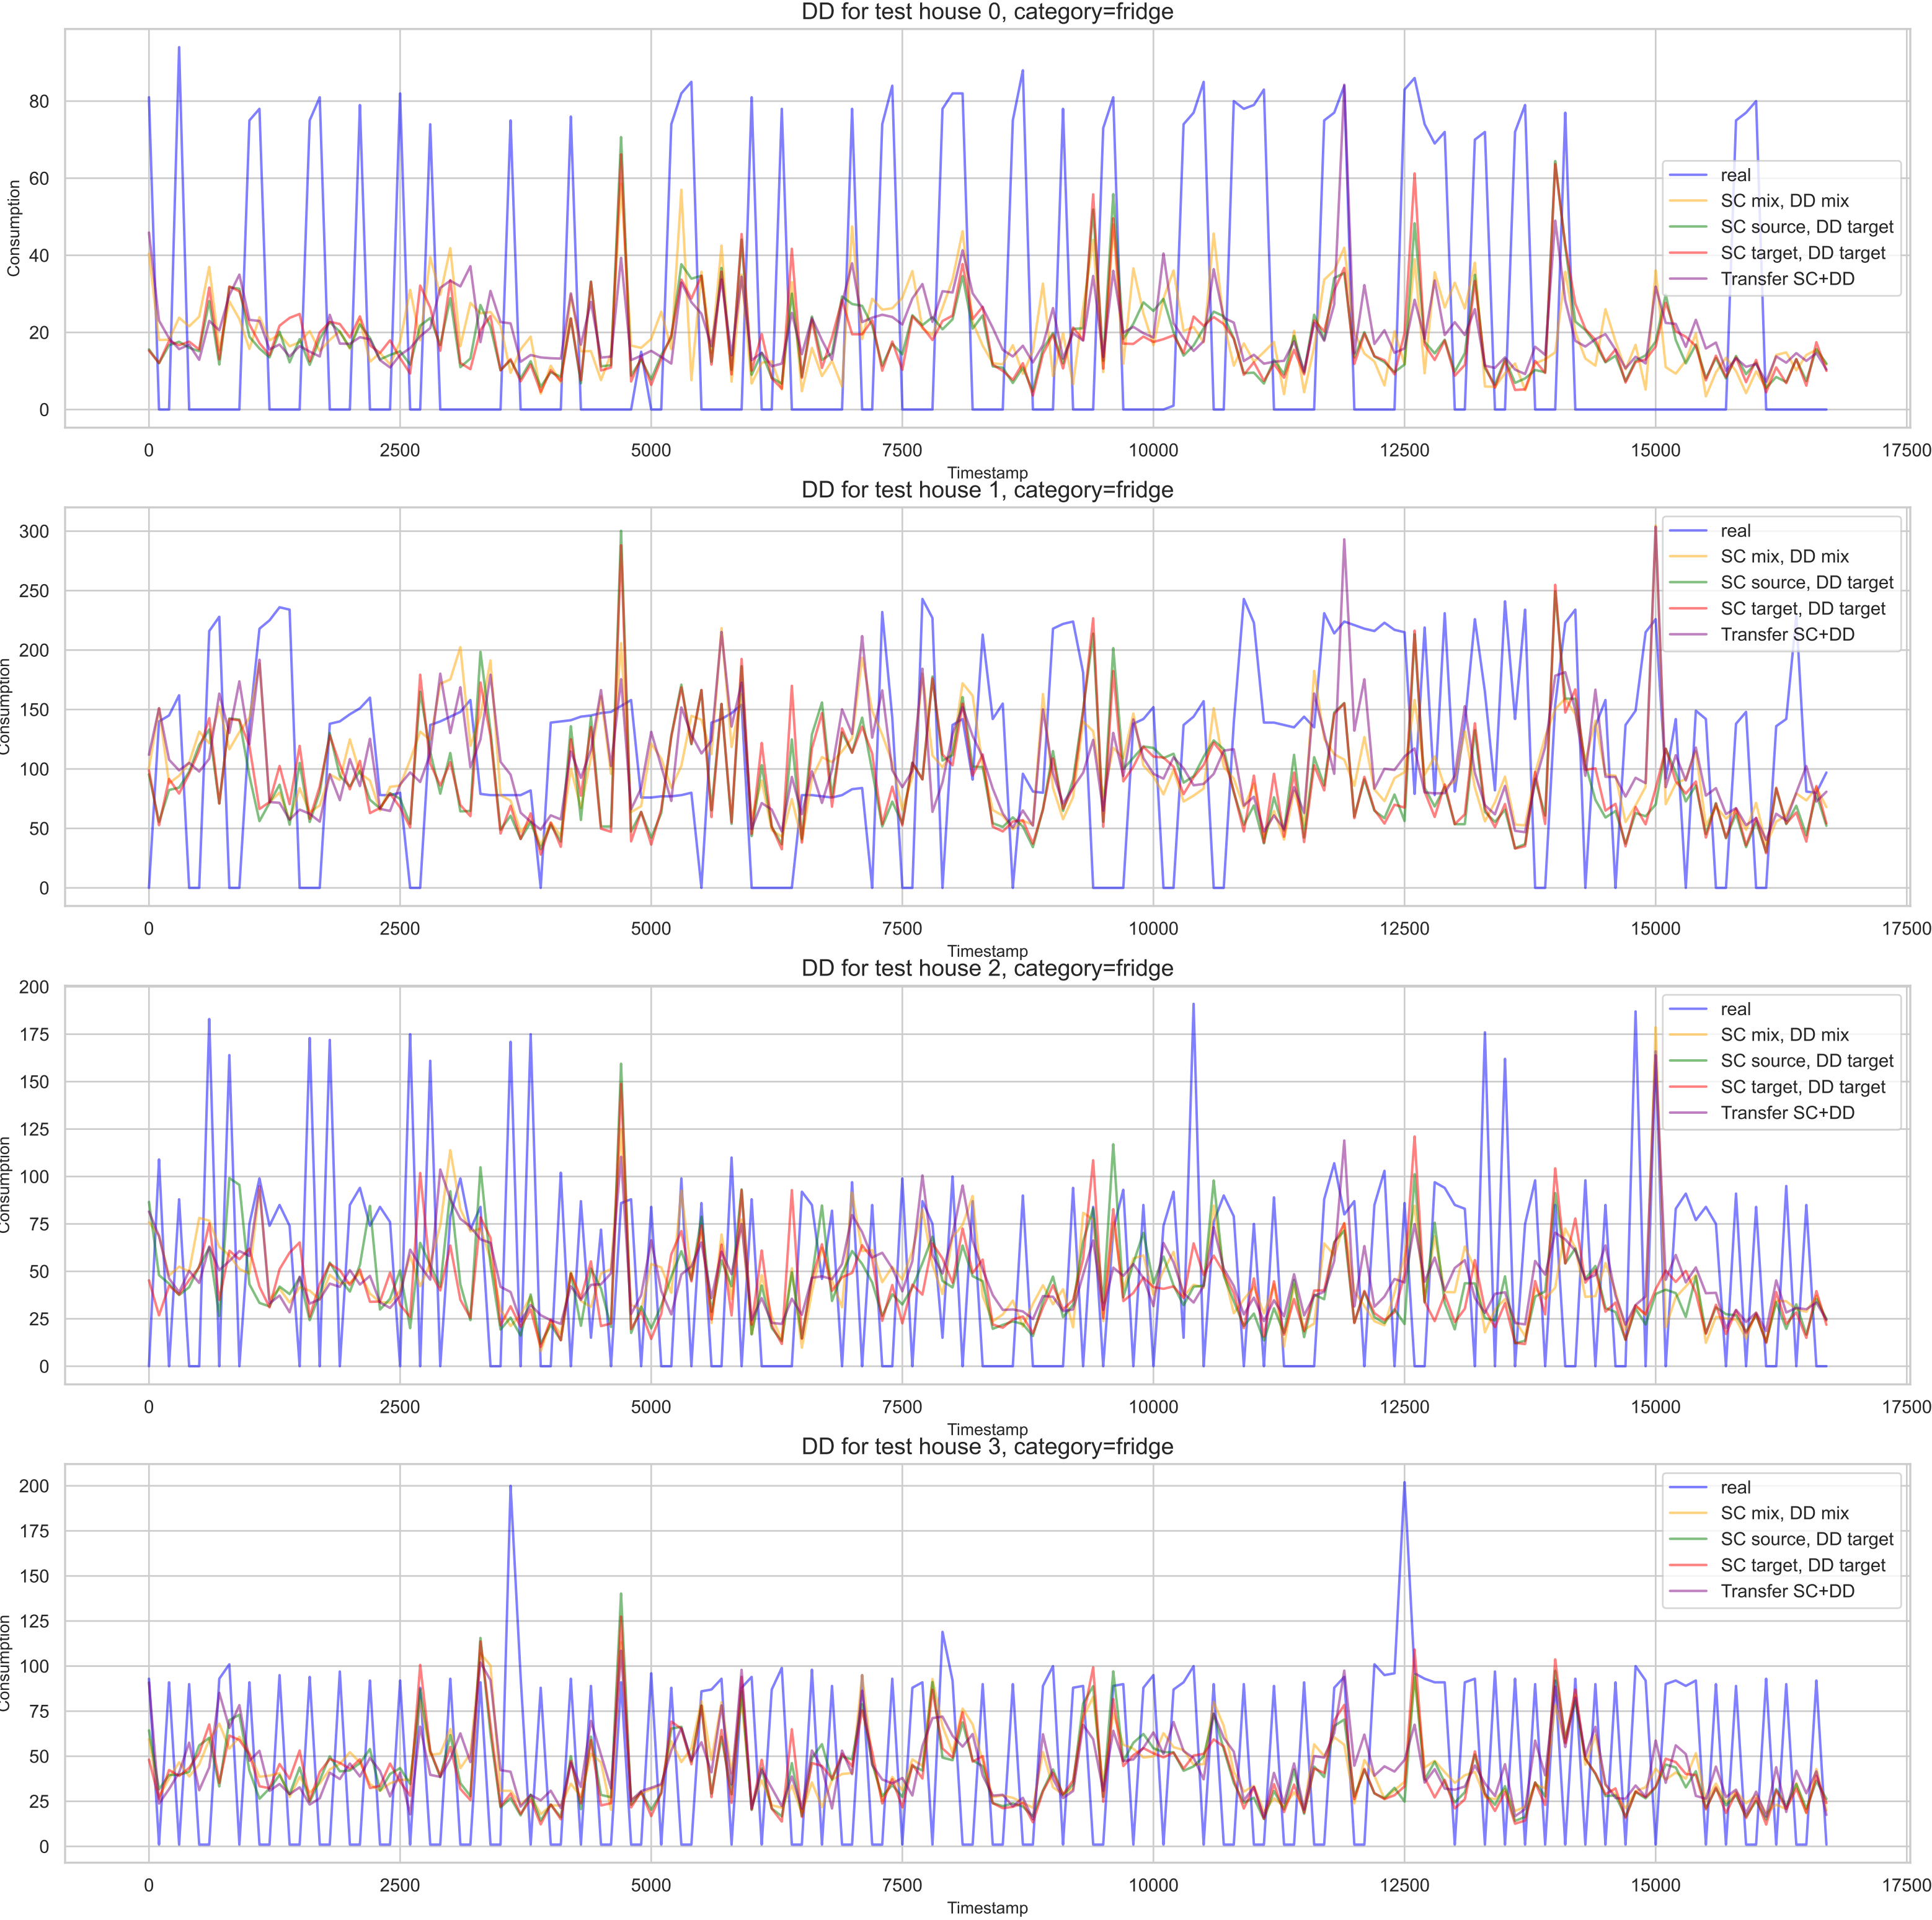 DD for test house 0, category=fridge
Consumption
80
60
40
20
0
real
SC mix, DD mix
SC source, DD target
SC target, DD target
Transfer SC+DD
0 2500 5000 7500 10000 12500 15000 17500
Timestamp
DD for test house 1, category=fridge
Consumption
300
250
200
150
100
50
0
real
SC mix, DD mix
SC source, DD target
SC target, DD target
Transfer SC+DD
0 2500 5000 7500 10000 12500 15000 17500
Timestamp
DD for test house 2, category=fridge
Consumption
200
175
150
125
100
75
50
25
0
real
SC mix, DD mix
SC source, DD target
SC target, DD target
Transfer SC+DD
0 2500 5000 7500 10000 12500 15000 17500
Timestamp
DD for test house 3, category=fridge
Consumption
200
175
150
125
100
75
50
25
0
real
SC mix, DD mix
SC source, DD target
SC target, DD target
Transfer SC+DD
0 2500 5000 7500 10000 12500 15000 17500
Timestamp